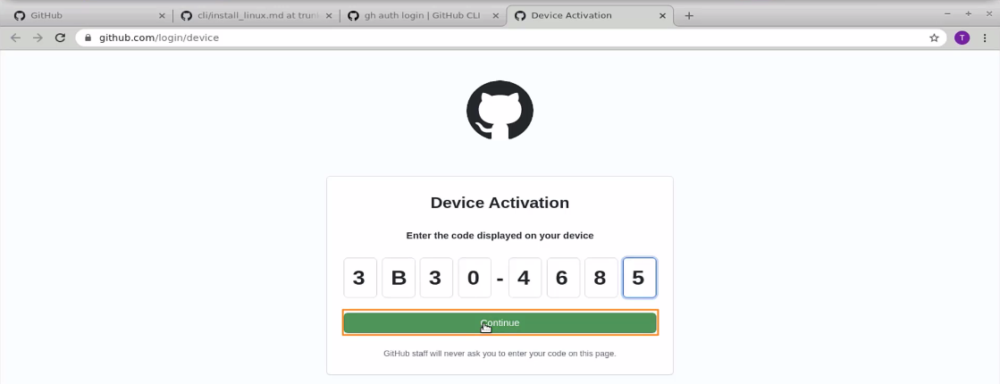 GitHub
cli/install_linux.md at trun
gh auth login | GitHub CLI
Device Activation
github.com/login/device
T
Device Activation
Enter the code displayed on your device
3 B 3 0 - 4 6 8 5
Continue
GitHub staff will never ask you to enter your code on this page.